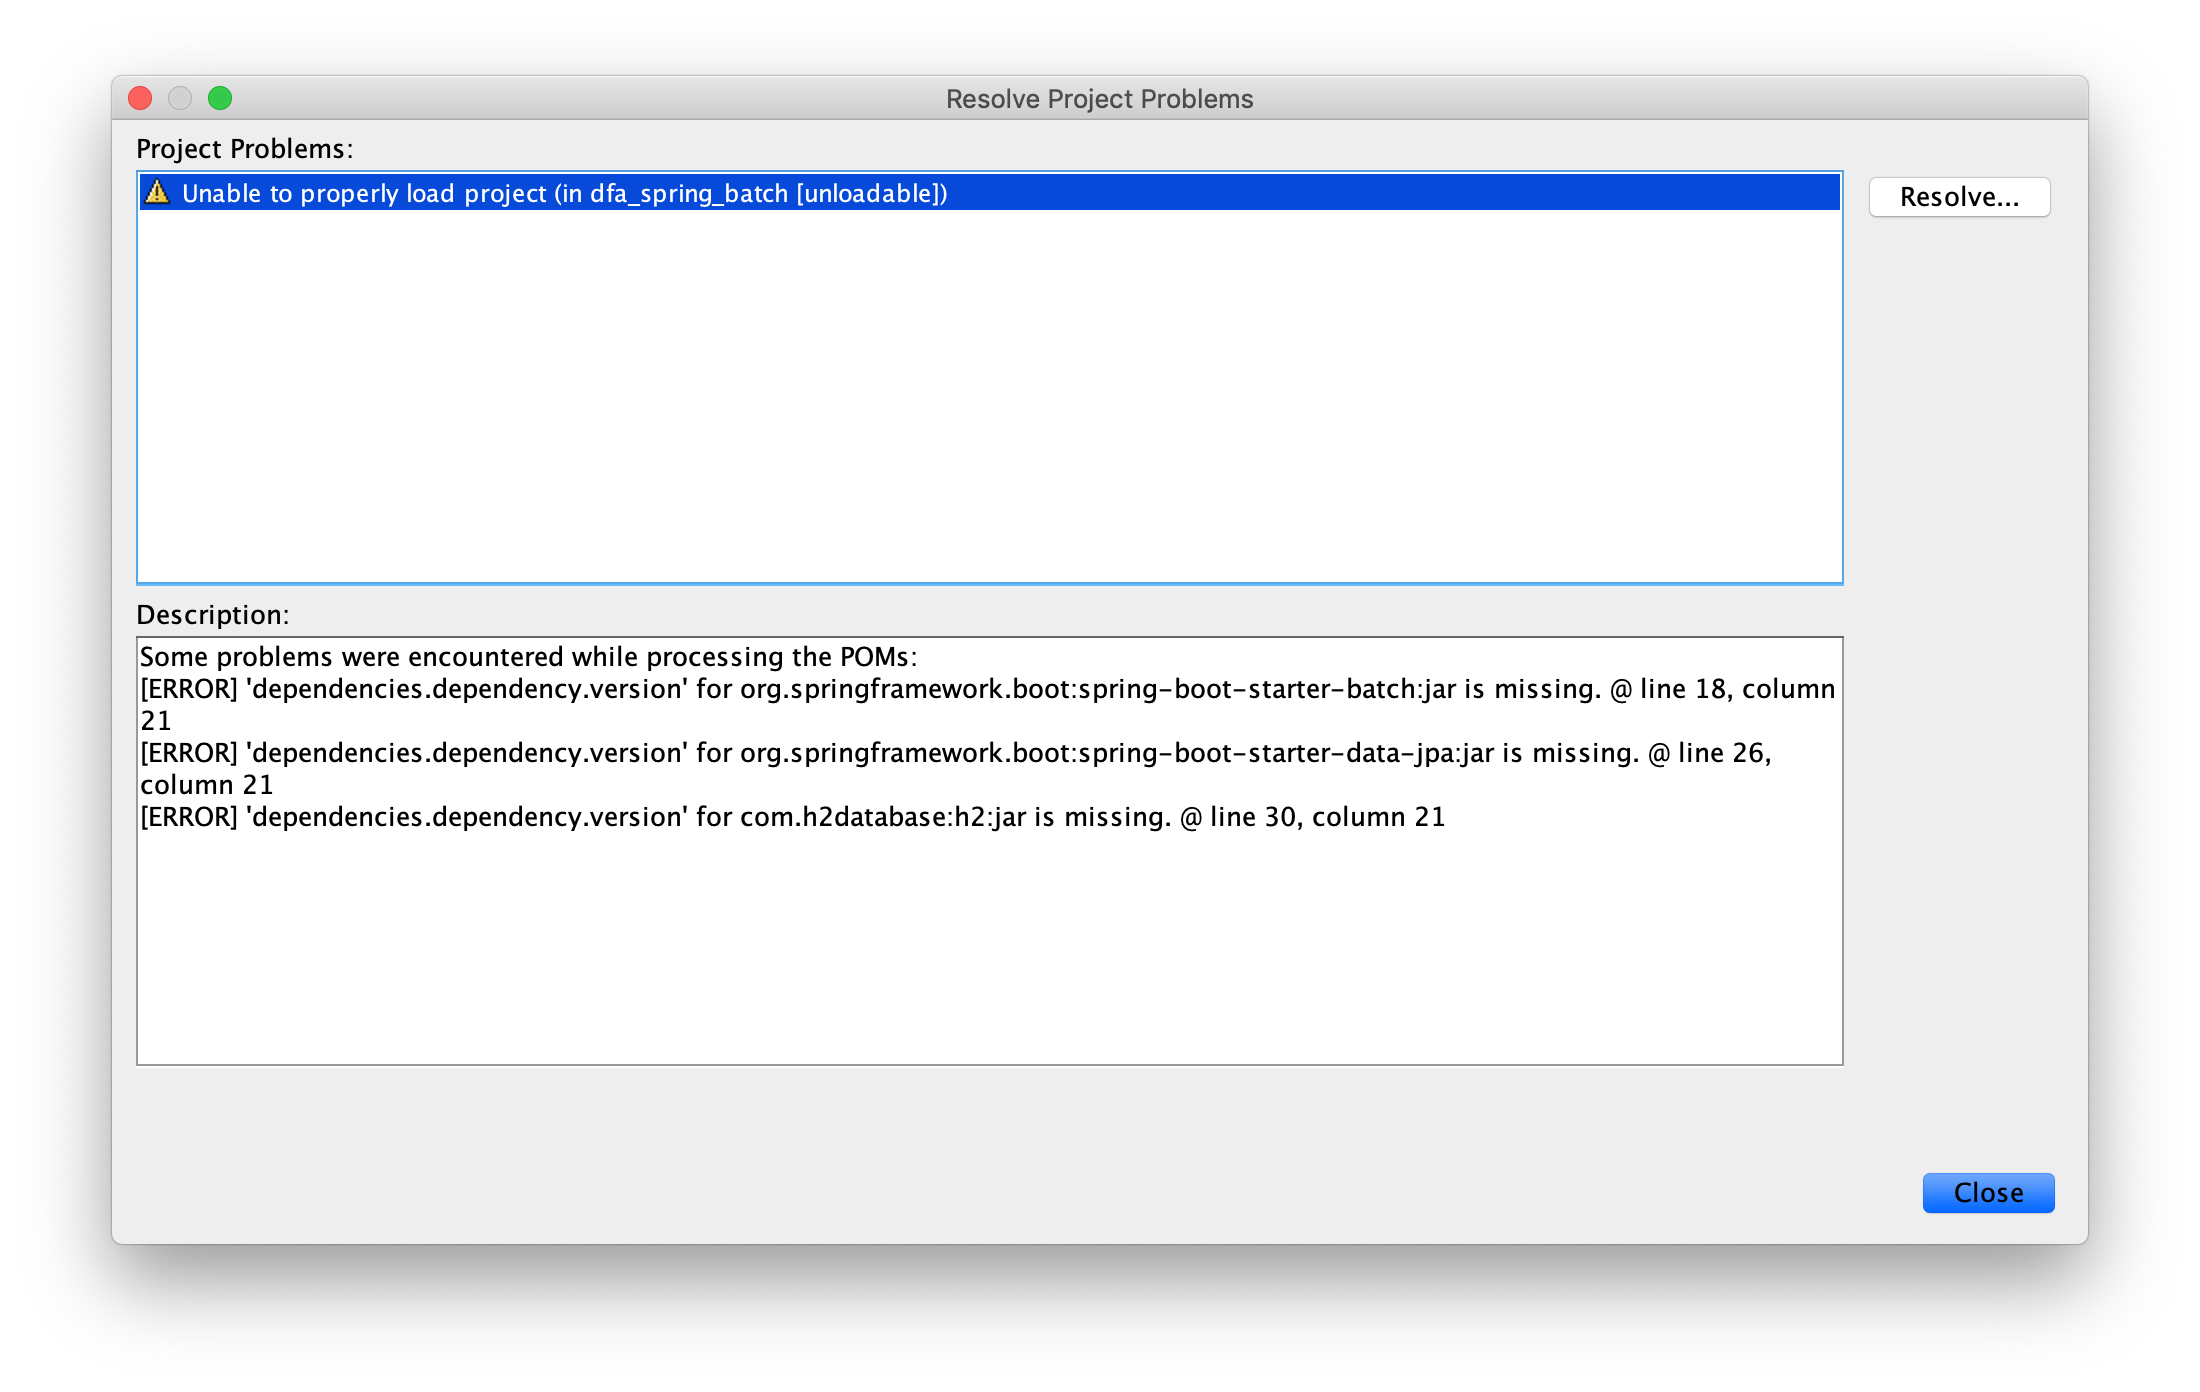 Resolve Project Problems
Project Problems:
Unable to properly load project (in dfa_spring_batch [unloadable])
Resolve...
Description:
Some problems were encountered while processing the POMs:
[ERROR] 'dependencies.dependency.version' for org.springframework.boot:spring-boot-starter-batch:jar is missing. @ line 18, column
21
[ERROR] 'dependencies.dependency.version' for org.springframework.boot:spring-boot-starter-data-jpa:jar is missing. @ line 26,
column 21
[ERROR] 'dependencies.dependency.version' for com.h2database:h2:jar is missing. @ line 30, column 21
Close